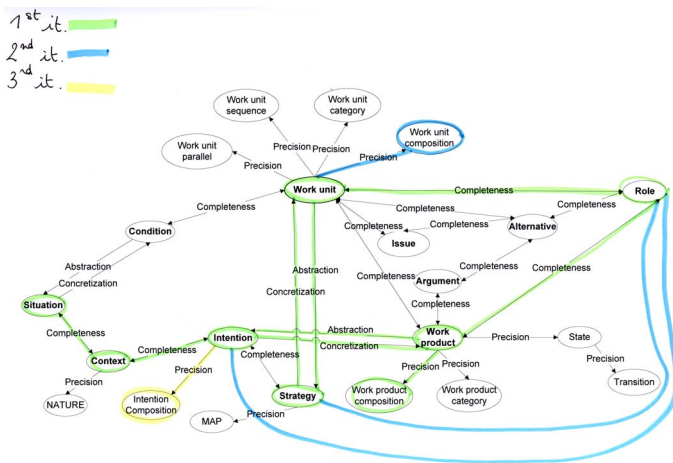 1st it.
2nd it.
3rd it.
Work unit
sequence
Work unit
category
Work unit
composition
Work unit
parallel
Precision
Precision
Precision
Precision
Work unit
Completeness
Role
Completeness
Completeness
Completeness
Completeness
Completeness
Alternative
Condition
Issue
Abstraction
Concretization
Abstraction
Concretization
Completeness
Argument
Completeness
Completeness
Completeness
Situation
Completeness
Intention
Abstraction
Concretization
Work
product
Precision
State
Completeness
Context
Completeness
Precision
Precision
Precision
Precision
Precision
Transition
NATURE
Intention
Composition
Strategy
Work product
composition
Work product
category
MAP
Precision